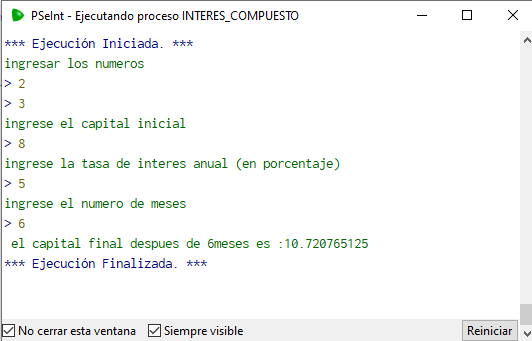 PSeInt - Ejecutando proceso INTERES_COMPUESTO
*** Ejecución Iniciada. ***
ingresar los numeros
> 2
> 3
ingrese el capital inicial
> 8
ingrese la tasa de interes anual (en porcentaje)
> 5
ingrese el numero de meses
> 6
el capital final despues de 6meses es :10.720765125
*** Ejecución Finalizada. ***
No cerrar esta ventana Siempre visible Reiniciar